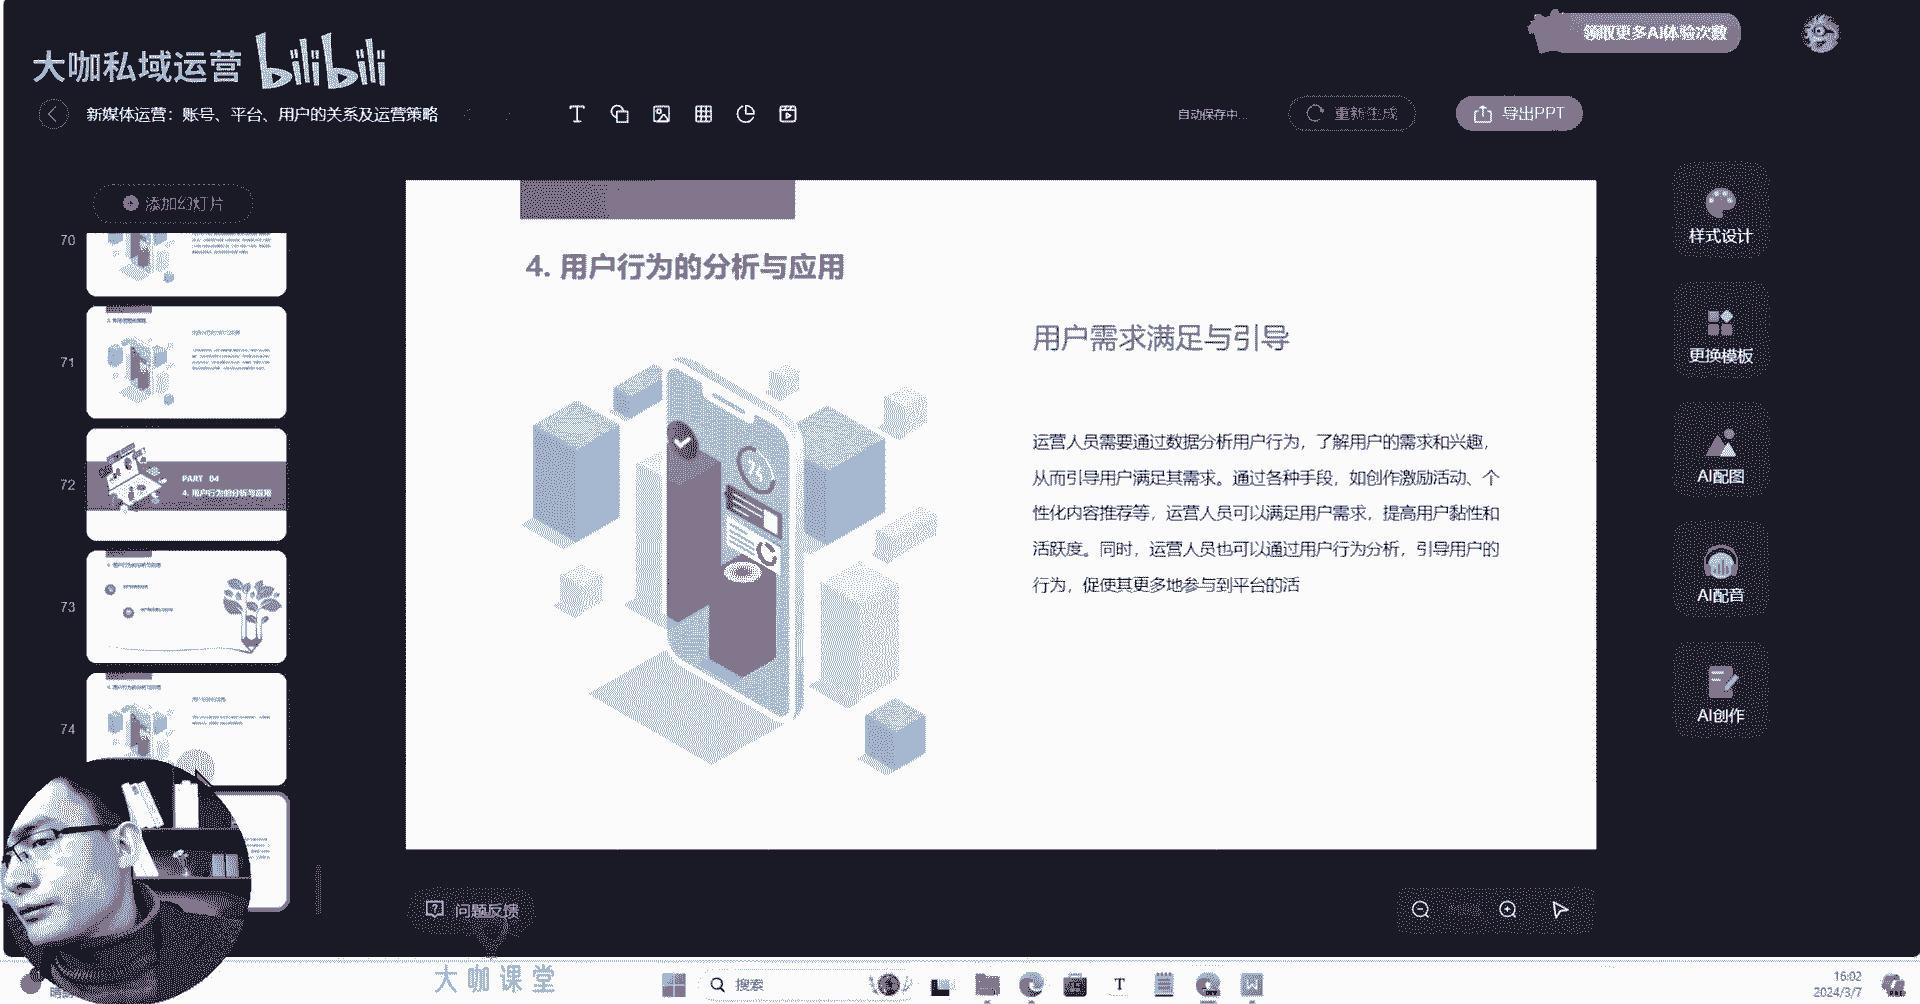 领取更多AI体验次数
大咖私域运营 bilibili
新媒体运营：账号、平台、用户的关系及运营策略
自动保存中...
重新生成
导出PPT
添加幻灯片
70
71
72
PART 04
4. 用户行为的分析与应用
73
74
4. 用户行为的分析与应用
用户需求满足与引导
运营人员需要通过数据分析用户行为，了解用户的需求和兴趣，
从而引导用户满足其需求。通过各种手段，如创作激励活动、个
性化内容推荐等，运营人员可以满足用户需求，提高用户黏性和
活跃度。同时，运营人员也可以通过用户行为分析，引导用户的
行为，促使其更多地参与到平台的活
样式设计
更换模板
AI配图
AI配音
AI创作
问题反馈
大咖课堂
搜索
16:02
2024/3/7